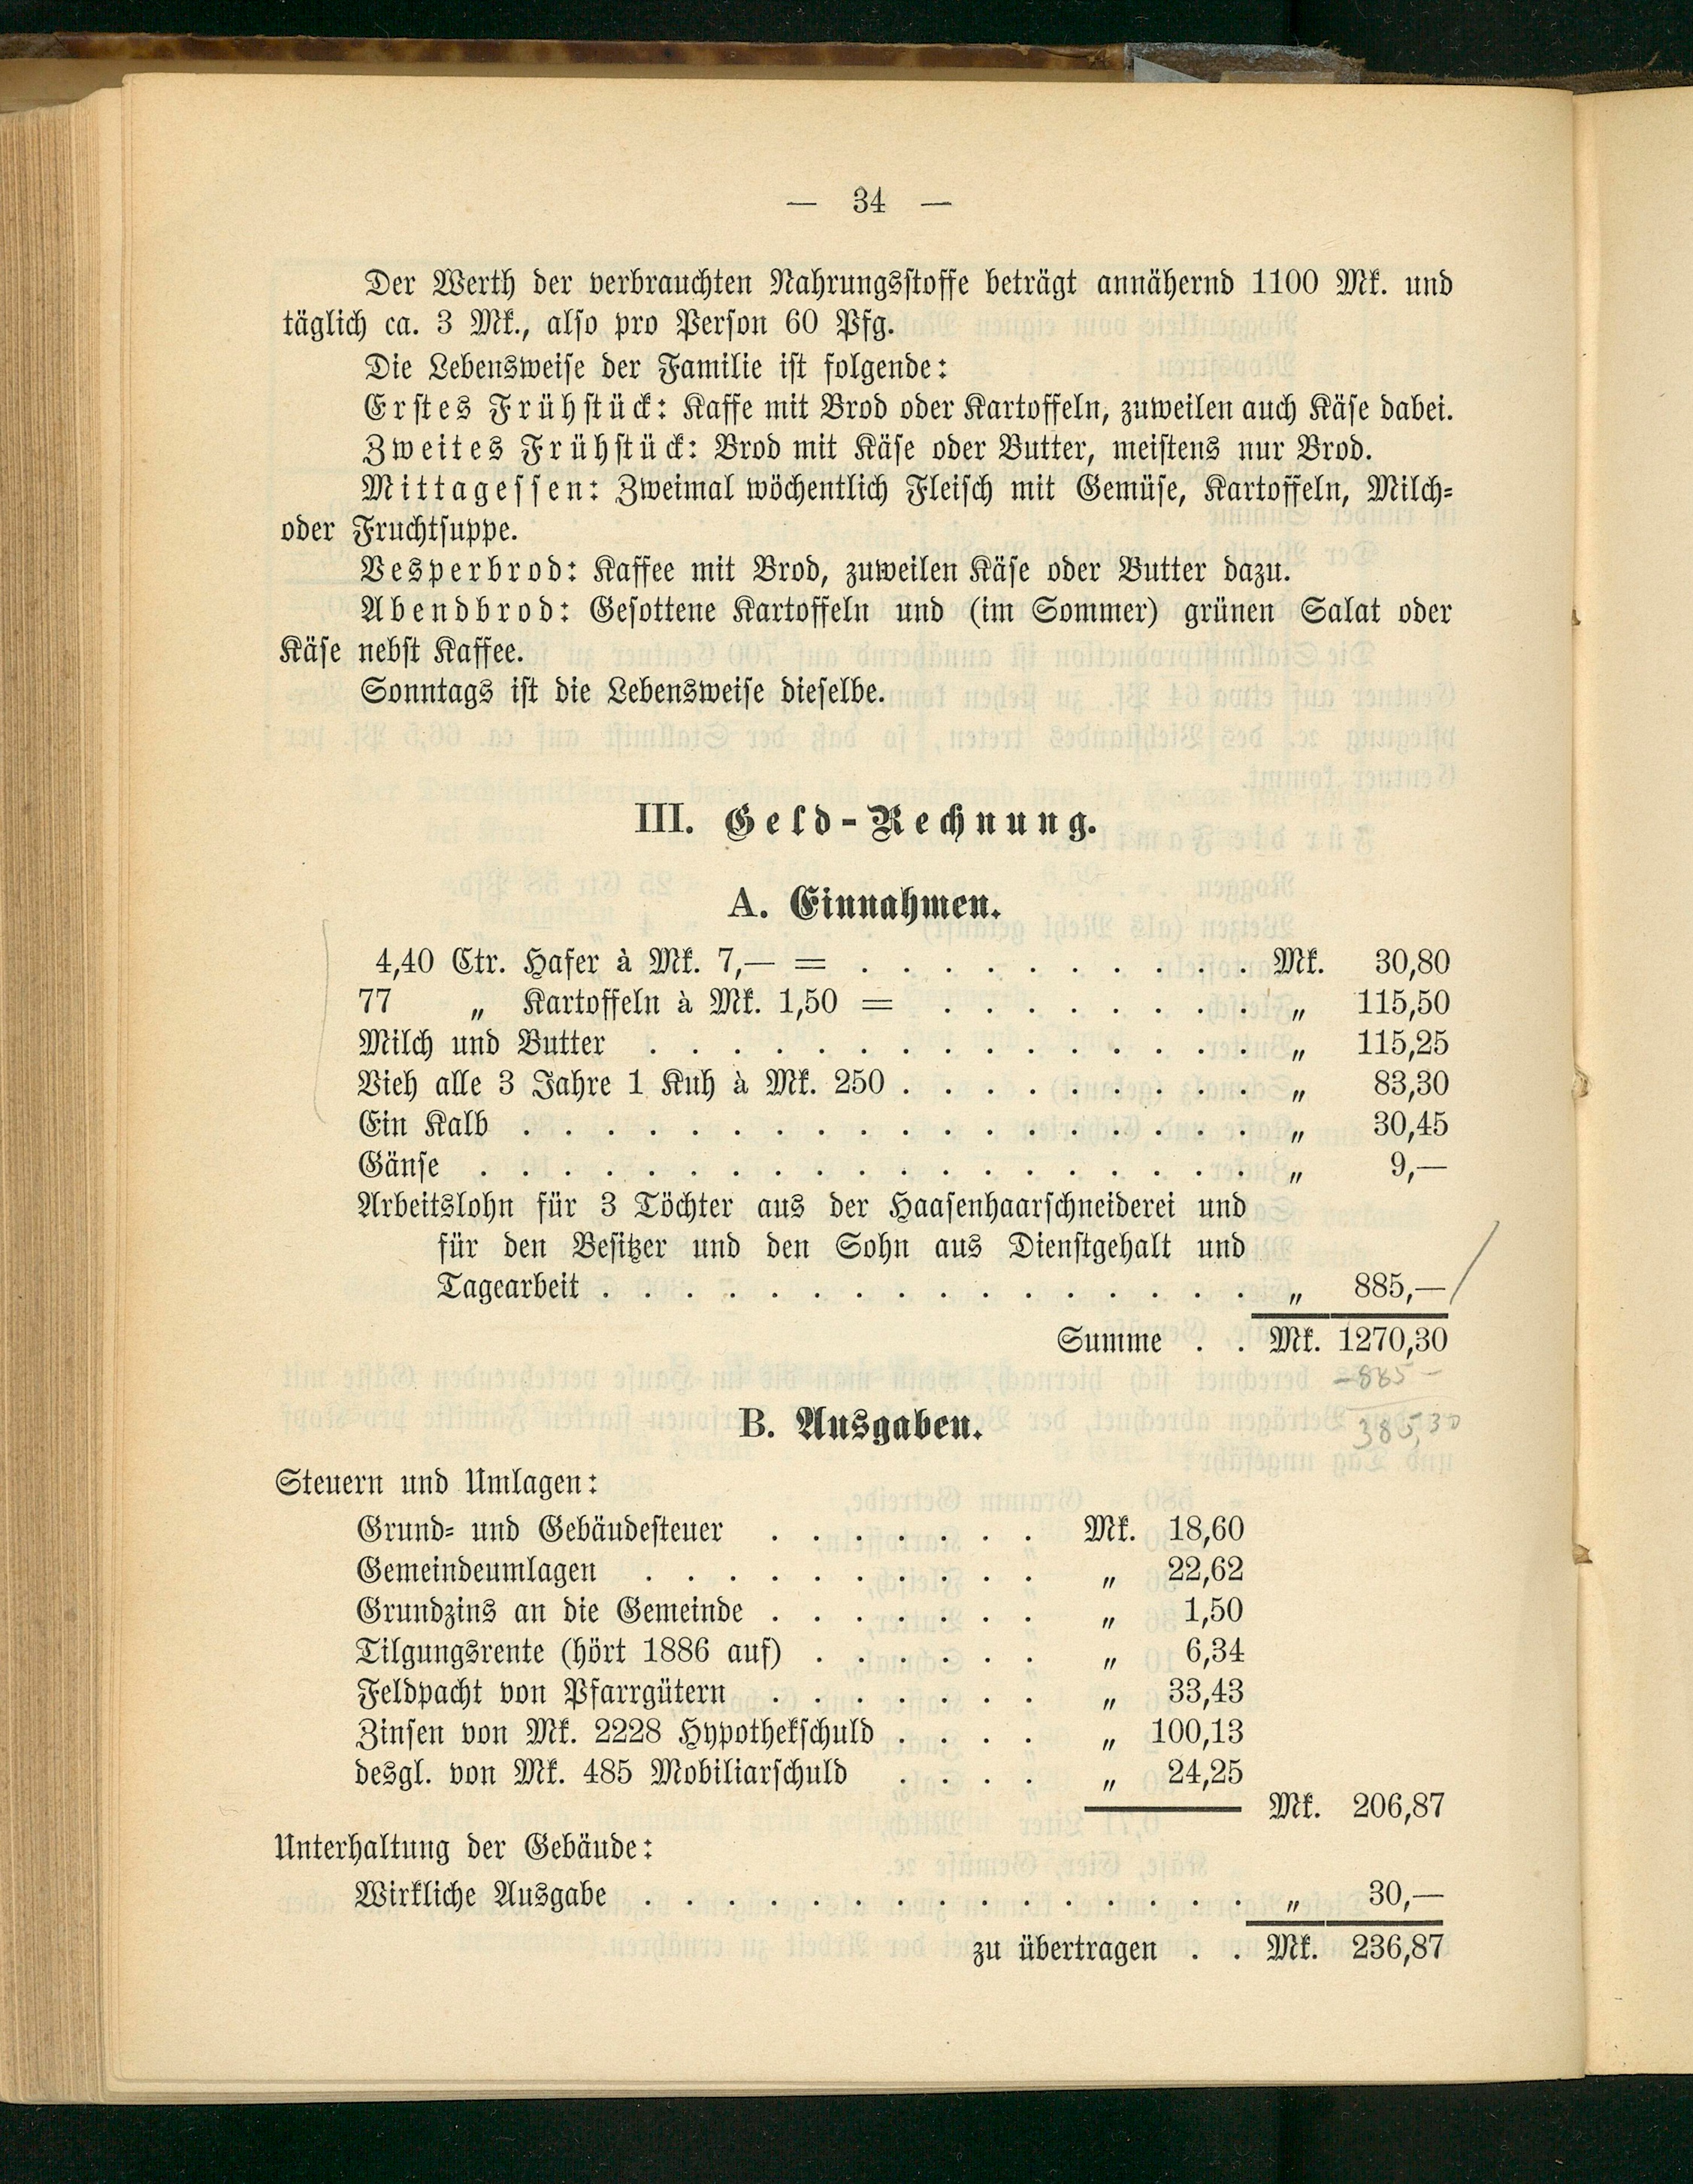 — 34 —
Der Werth der verbrauchten Nahrungsstoffe beträgt annähernd 1100 Mk. und
täglich ca. 3 Mk., also pro Person 60 Pfg.
Die Lebensweise der Familie ist folgende:
Erstes Frühstück: Kaffe mit Brod oder Kartoffeln, zuweilen auch Käse dabei.
Zweites Frühstück: Brod mit Käse oder Butter, meistens nur Brod.
Mittagessen: Zweimal wöchentlich Fleisch mit Gemüse, Kartoffeln, Milch-
oder Fruchtsuppe.
Vesperbrod: Kaffee mit Brod, zuweilen Käse oder Butter dazu.
Abendbrod: Gesottene Kartoffeln und (im Sommer) grünen Salat oder
Käse nebst Kaffee.
Sonntags ist die Lebensweise dieselbe.
III. Geld-Rechnung.
A. Einnahmen.
4,40 Ctr. Hafer à Mk. 7,— = . . . . . . . . . . Mk. 30,80
77 „ Kartoffeln à Mk. 1,50 = . . . . . . . . „ 115,50
Milch und Butter . . . . . . . . . . . . . . . „ 115,25
Vieh alle 3 Jahre 1 Kuh à Mk. 250 . . . . . . . . . „ 83,30
Ein Kalb . . . . . . . . . . . . . . . . . . „ 30,45
Gänse . . . . . . . . . . . . . . . . . . . „ 9,—
Arbeitslohn für 3 Töchter aus der Haasenhaarschneiderei und
für den Besitzer und den Sohn aus Dienstgehalt und
Tagearbeit . . . . . . . . . . . . . . . . „ 885,—
Summe . . Mk. 1270,30
-885 -
385,30
B. Ausgaben.
Steuern und Umlagen:
Grund- und Gebäudesteuer . . . . . . . Mk. 18,60
Gemeindeumlagen . . . . . . . . . . „ 22,62
Grundzins an die Gemeinde . . . . . . . „ 1,50
Tilgungsrente (hört 1886 auf) . . . . . . „ 6,34
Feldpacht von Pfarrgütern . . . . . . . „ 33,43
Zinsen von Mk. 2228 Hypothekschuld . . . . „ 100,13
desgl. von Mk. 485 Mobiliarschuld . . . . „ 24,25
Mk. 206,87
Unterhaltung der Gebäude:
Wirkliche Ausgabe . . . . . . . . . . . . . . . „ 30,—
zu übertragen . . Mk. 236,87